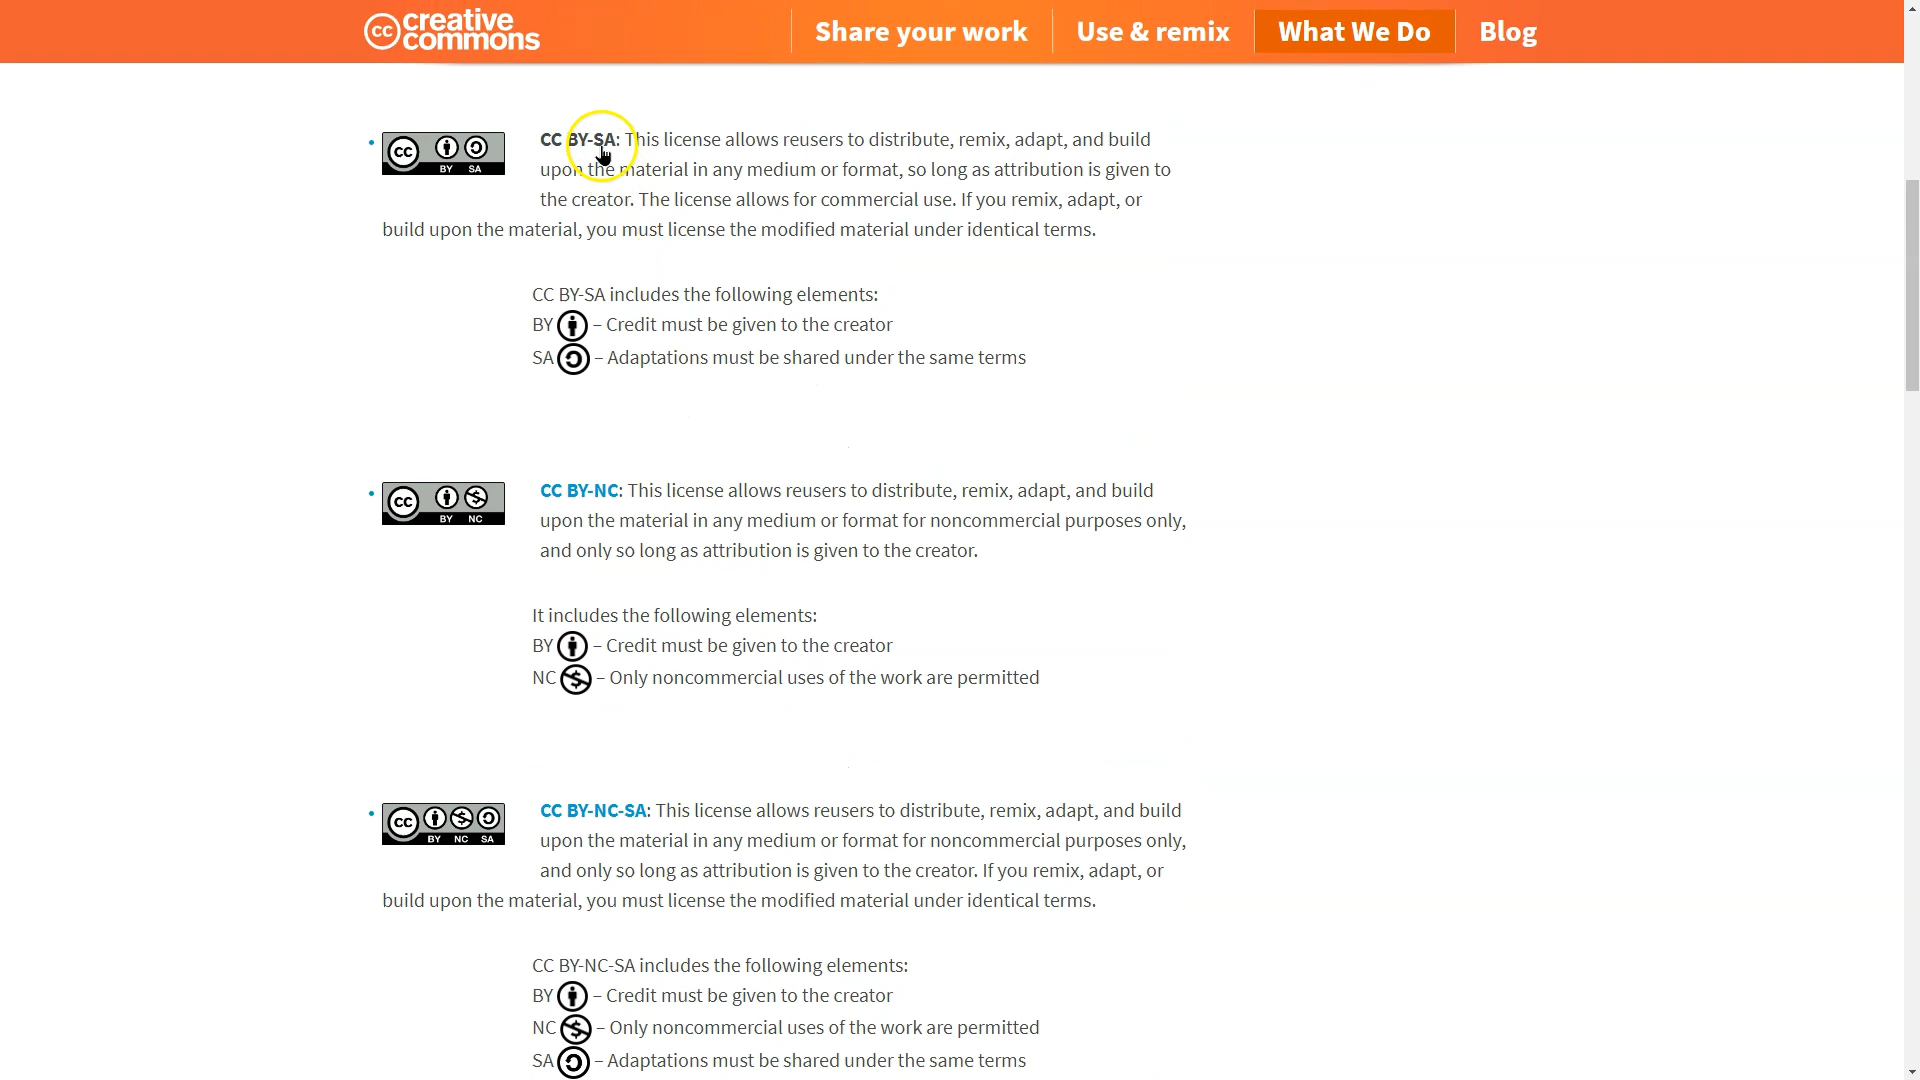 creative commons
Share your work
Use & remix
What We Do
Blog
CC BY SA
CC BY-SA: This license allows reusers to distribute, remix, adapt, and build
upon the material in any medium or format, so long as attribution is given to
the creator. The license allows for commercial use. If you remix, adapt, or
build upon the material, you must license the modified material under identical terms.
CC BY-SA includes the following elements:
BY – Credit must be given to the creator
SA – Adaptations must be shared under the same terms
CC BY NC
CC BY-NC: This license allows reusers to distribute, remix, adapt, and build
upon the material in any medium or format for noncommercial purposes only,
and only so long as attribution is given to the creator.
It includes the following elements:
BY – Credit must be given to the creator
NC – Only noncommercial uses of the work are permitted
CC BY NC SA
CC BY-NC-SA: This license allows reusers to distribute, remix, adapt, and build
upon the material in any medium or format for noncommercial purposes only,
and only so long as attribution is given to the creator. If you remix, adapt, or
build upon the material, you must license the modified material under identical terms.
CC BY-NC-SA includes the following elements:
BY – Credit must be given to the creator
NC – Only noncommercial uses of the work are permitted
SA – Adaptations must be shared under the same terms